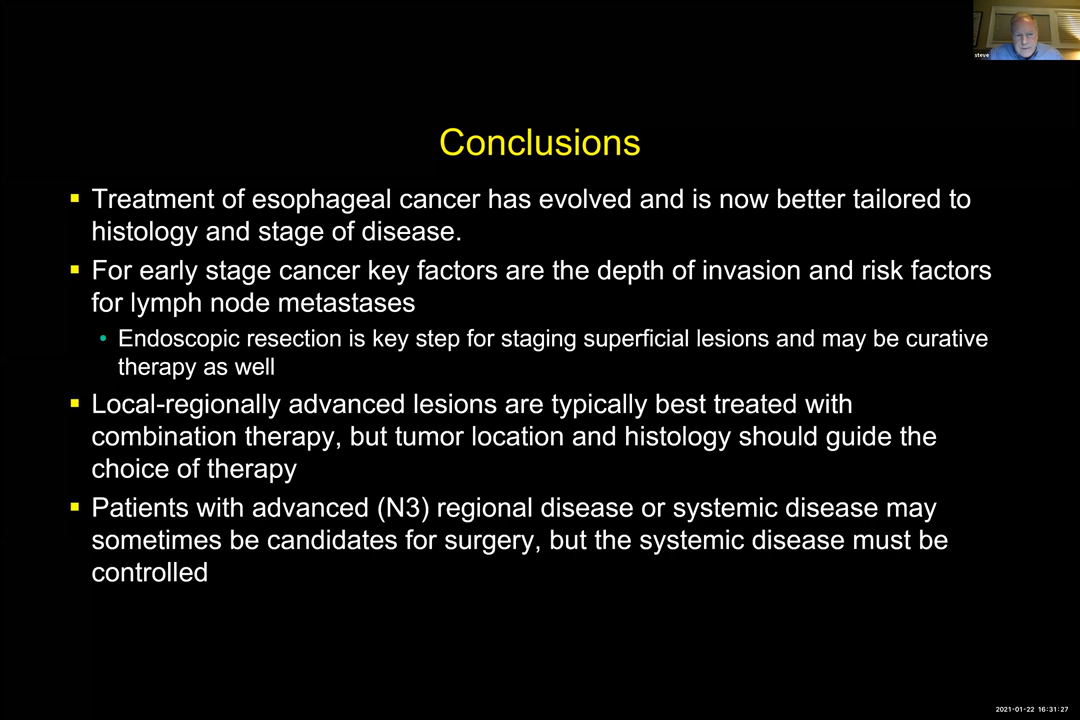 steve
Conclusions
Treatment of esophageal cancer has evolved and is now better tailored to
histology and stage of disease.
For early stage cancer key factors are the depth of invasion and risk factors
for lymph node metastases
Endoscopic resection is key step for staging superficial lesions and may be curative
therapy as well
Local-regionally advanced lesions are typically best treated with
combination therapy, but tumor location and histology should guide the
choice of therapy
Patients with advanced (N3) regional disease or systemic disease may
sometimes be candidates for surgery, but the systemic disease must be
controlled
2021-01-22 16:31:27